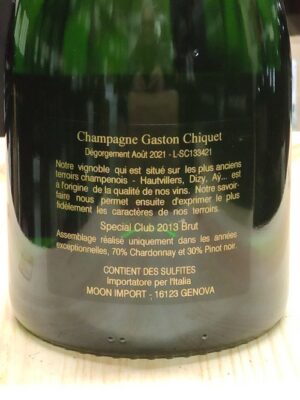 Champagne Gaston Chiquet
Dégorgement Août 2021 - L-SC133421
Notre vignoble qui est situé sur les plus anciens
terroirs champenois - Hautvillers, Dizy, Aÿ... est
à l'origine de la qualité de nos vins. Notre savoir-
faire nous permet ensuite d'exprimer le plus
fidèlement les caractères de nos terroirs.
Special Club 2013 Brut
Assemblage réalisé uniquement dans les années
exceptionnelles, 70% Chardonnay et 30% Pinot noir.
CONTIENT DES SULFITES
Importatore per l'Italia
MOON IMPORT - 16123 GENOVA